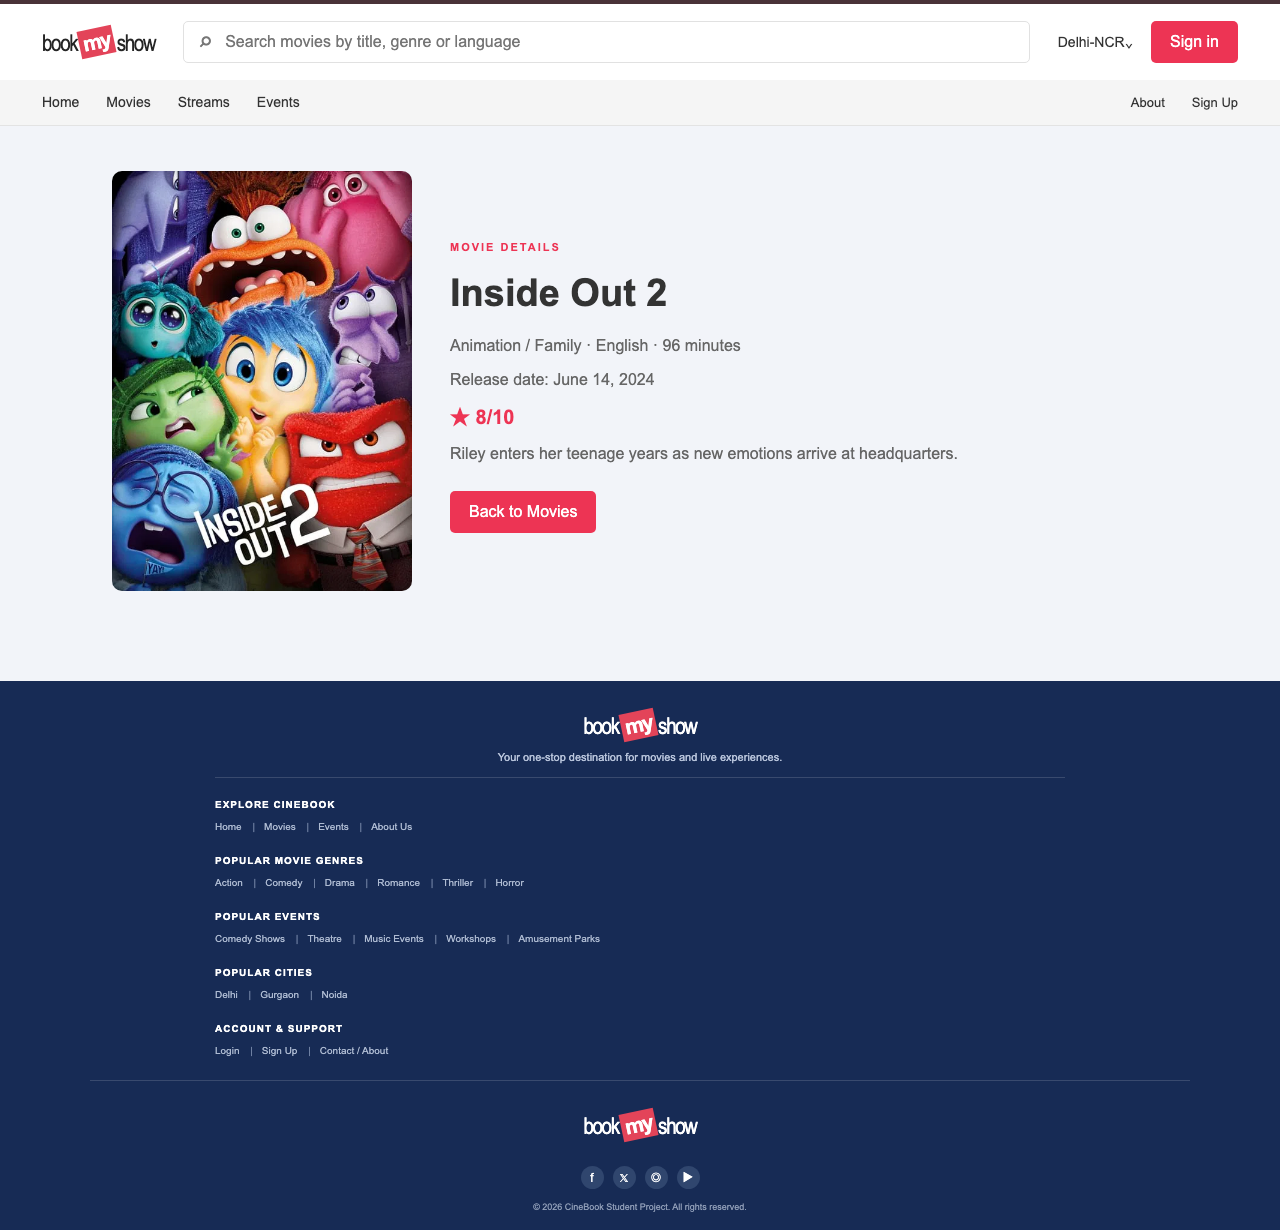 bookmyshow
Search movies by title, genre or language
Delhi-NCR
Sign in
Home Movies Streams Events
About Sign Up
YAY!
INSIDE
OUT 2
MOVIE DETAILS
Inside Out 2
Animation / Family · English · 96 minutes
Release date: June 14, 2024
★ 8/10
Riley enters her teenage years as new emotions arrive at headquarters.
Back to Movies
bookmyshow
Your one-stop destination for movies and live experiences.
EXPLORE CINEBOOK
Home | Movies | Events | About Us
POPULAR MOVIE GENRES
Action | Comedy | Drama | Romance | Thriller | Horror
POPULAR EVENTS
Comedy Shows | Theatre | Music Events | Workshops | Amusement Parks
POPULAR CITIES
Delhi | Gurgaon | Noida
ACCOUNT & SUPPORT
Login | Sign Up | Contact / About
bookmyshow
f 𝕏 ◎ ▶
© 2026 CineBook Student Project. All rights reserved.